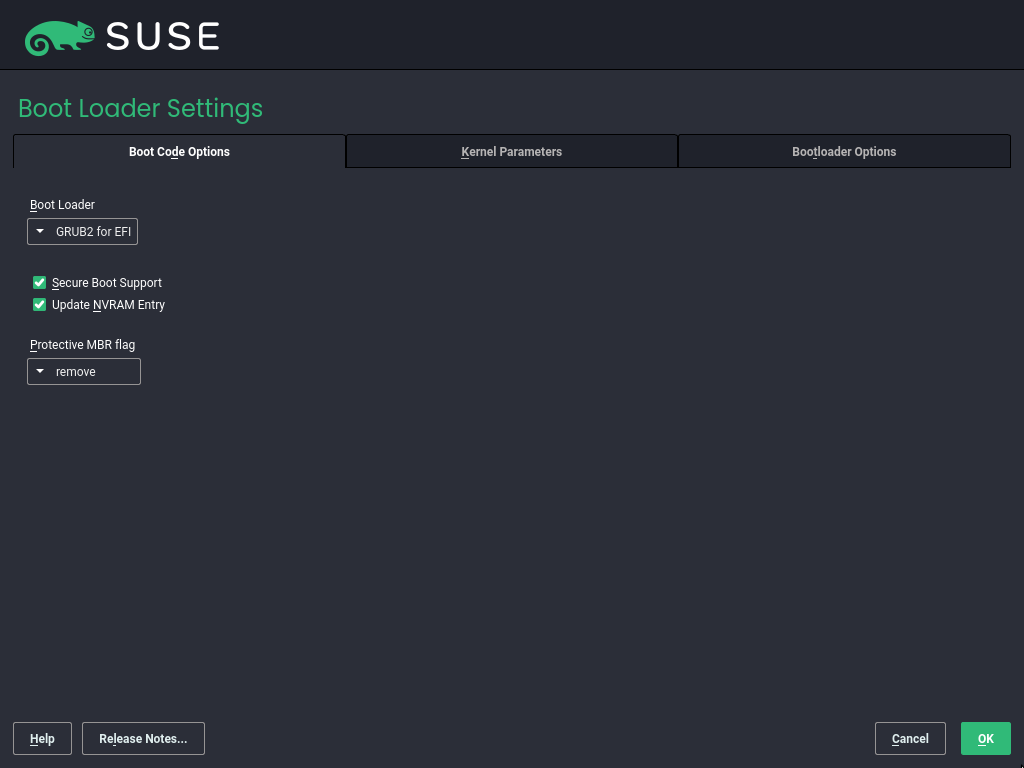 SUSE
Boot Loader Settings
Boot Code Options
Kernel Parameters
Bootloader Options
Boot Loader
GRUB2 for EFI
Secure Boot Support
Update NVRAM Entry
Protective MBR flag
remove
Help
Release Notes...
Cancel
OK